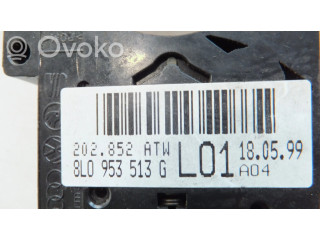 Ovoko
202.852 ATW
8L0 953 513 G
L01 18.05.99
A04